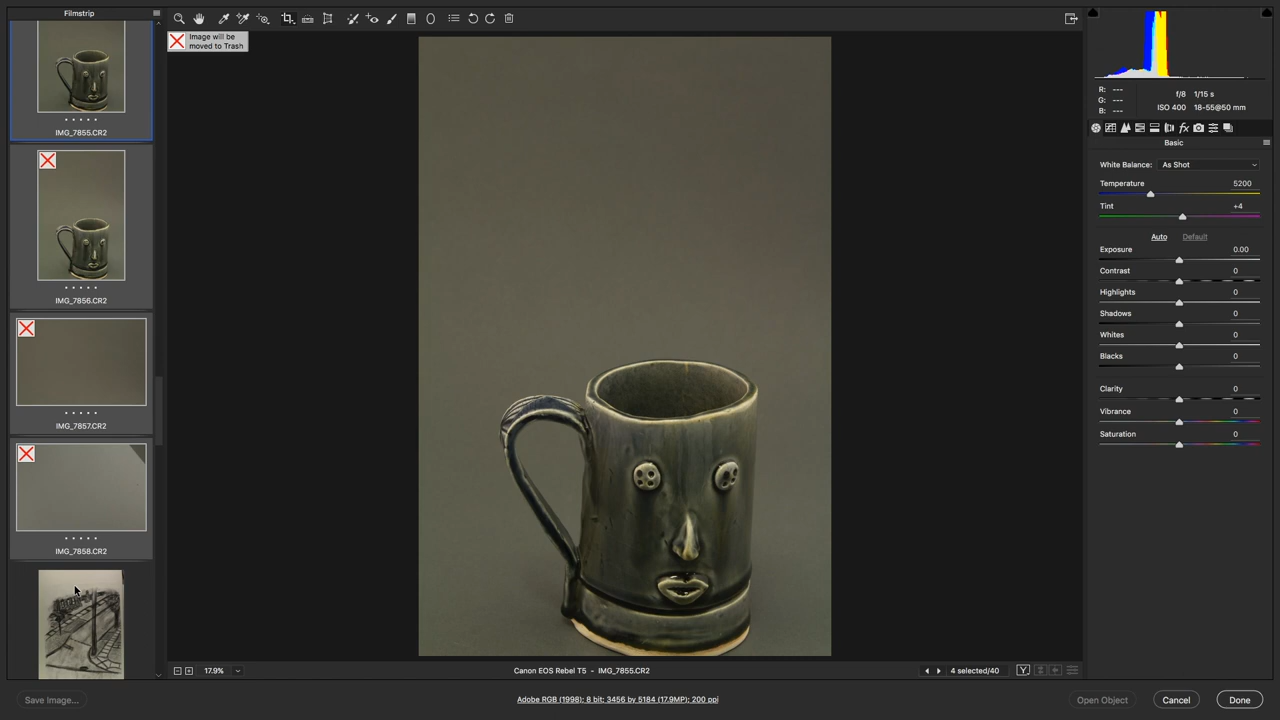 Filmstrip
Image will be
moved to Trash
IMG_7855.CR2
IMG_7856.CR2
IMG_7857.CR2
IMG_7858.CR2
R: ---
G: ---
B: ---
f/8 1/15 s
ISO 400 18-55@50 mm
fx
Basic
White Balance: As Shot
Temperature 5200
Tint +4
Auto Default
Exposure 0.00
Contrast 0
Highlights 0
Shadows 0
Whites 0
Blacks 0
Clarity 0
Vibrance 0
Saturation 0
17.9%
Canon EOS Rebel T5 - IMG_7855.CR2
4 selected/40
Y
Save Image...
Adobe RGB (1998); 8 bit; 3456 by 5184 (17.9MP); 200 ppi
Open Object
Cancel
Done